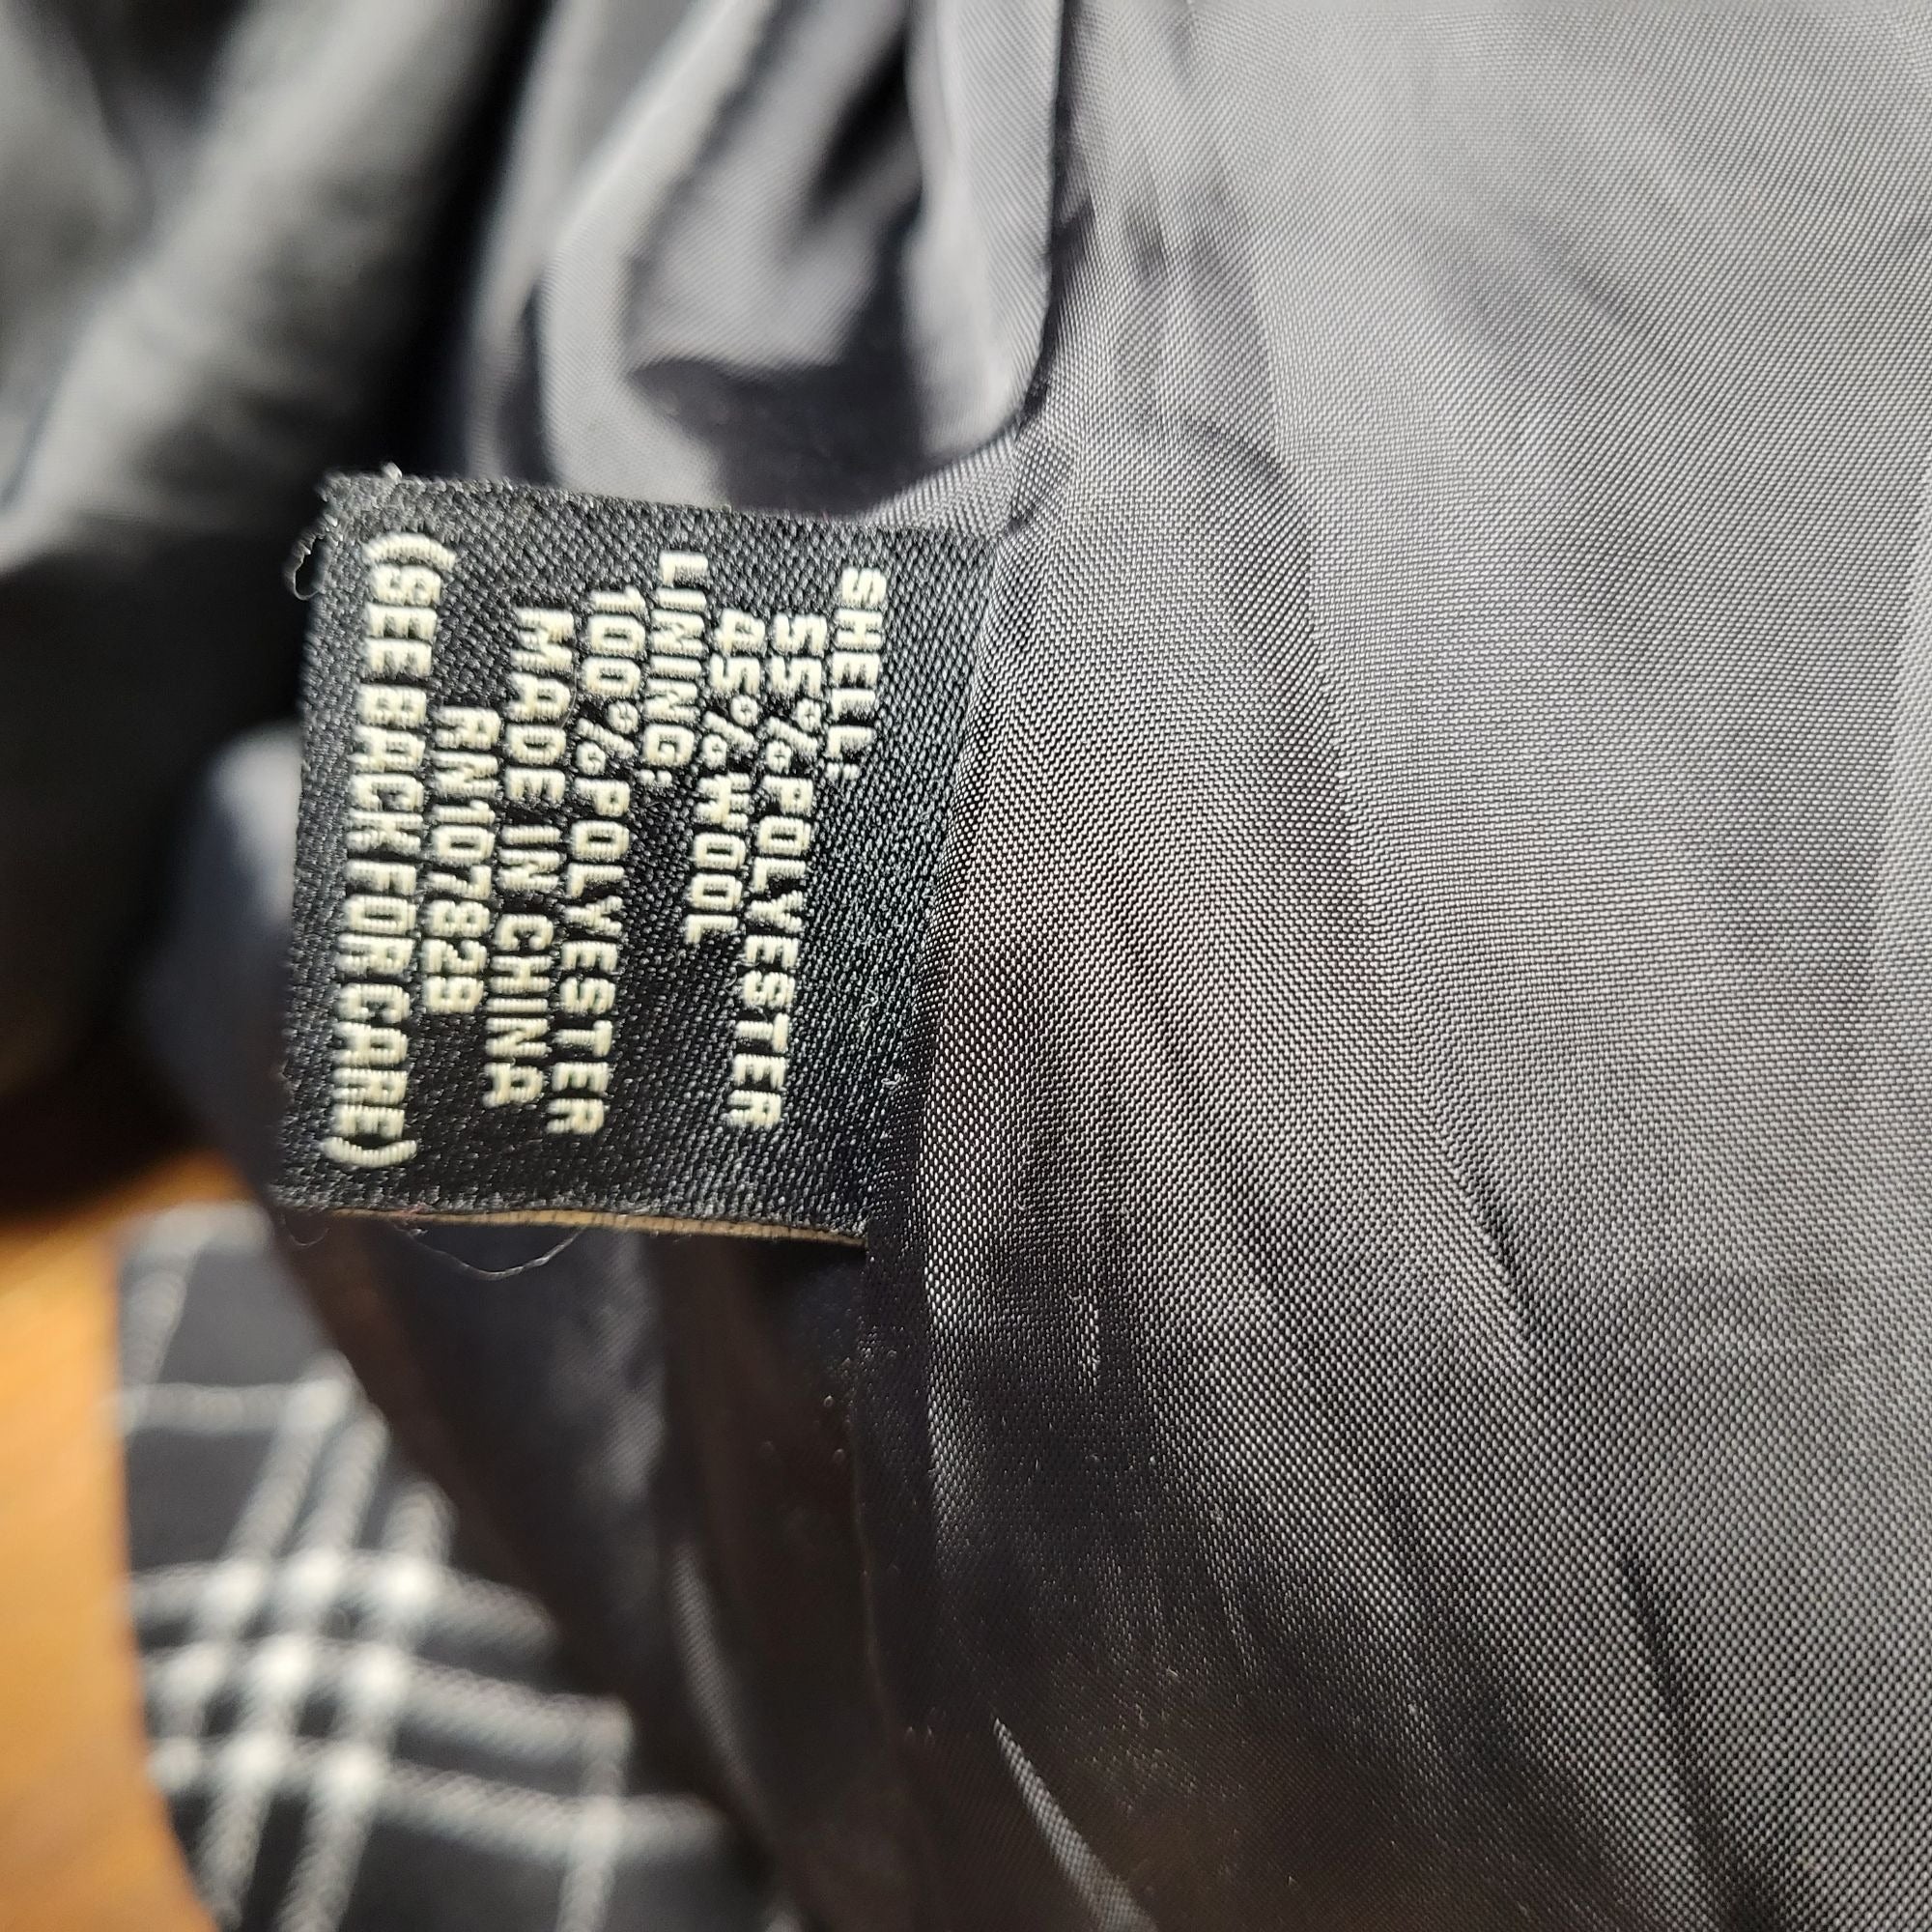 SHELL:
55%POLYESTER
45%WOOL
LINING:
100%POLYESTER
MADE IN CHINA
RN107829
(SEE BACK FOR CARE)